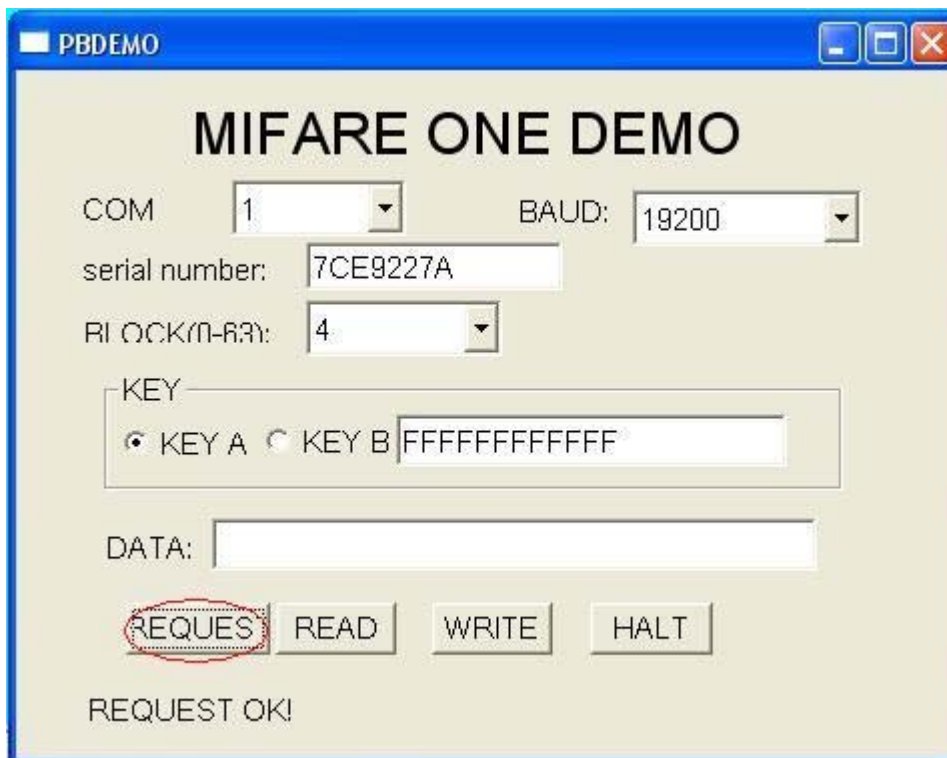 PBDEMO
MIFARE ONE DEMO
COM 1 BAUD: 19200
serial number: 7CE9227A
BLOCK(0-63): 4
KEY
KEY A KEY B FFFFFFFFFFFF
DATA:
REQUES READ WRITE HALT
REQUEST OK!